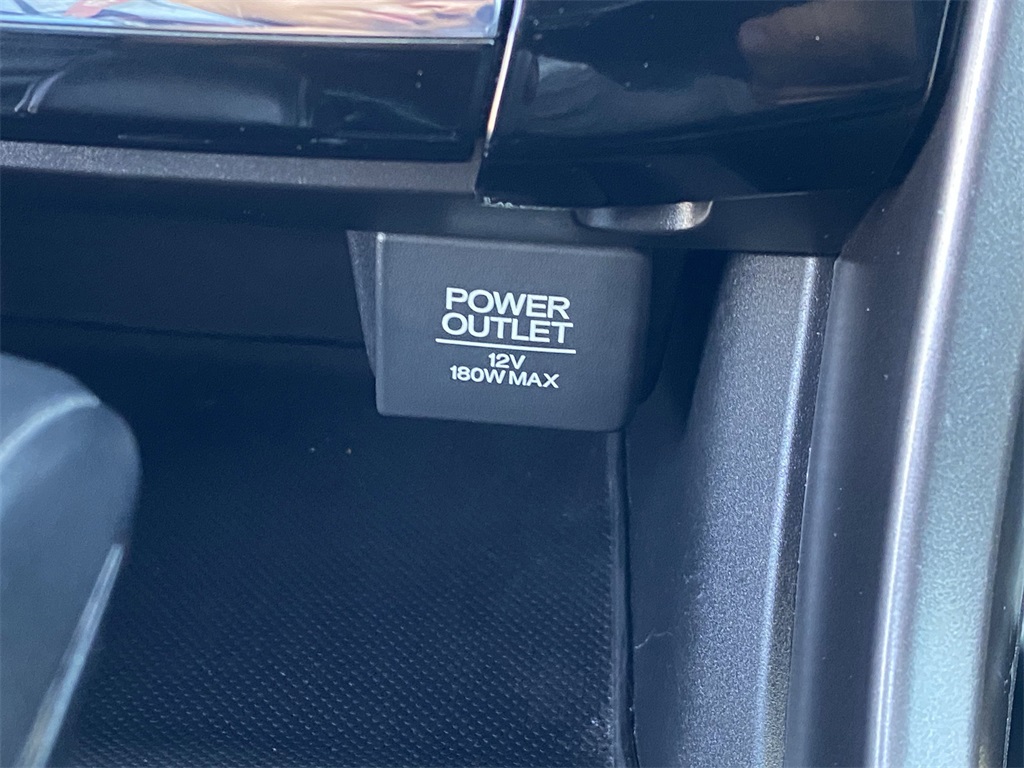 POWER
OUTLET
12V
180W MAX